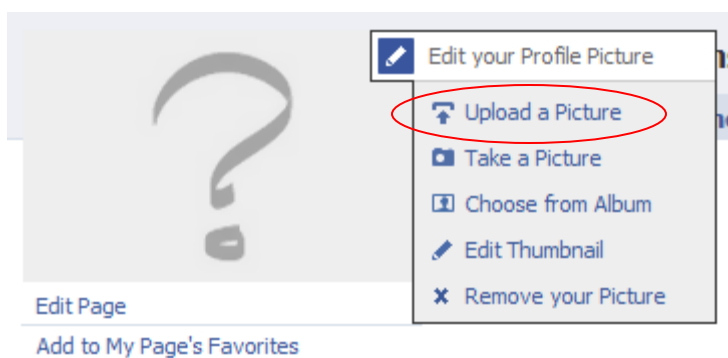 Edit your Profile Picture
Upload a Picture
Take a Picture
Choose from Album
Edit Thumbnail
Remove your Picture
Edit Page
Add to My Page's Favorites